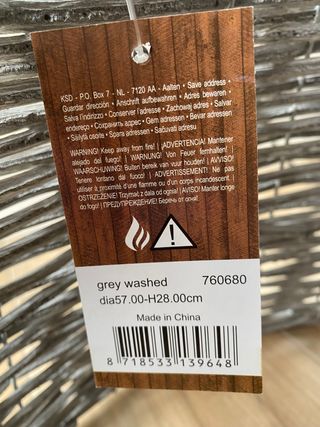 KSD - P.O. Box 7 - NL - 7120 AA - Aalten • Save address •
Guardar dirección • Anschrift aufbewahren • Adres bewaren •
Salva l'indrizzo • Conserver l'adresse • Zachowaj adres • Salvar
endereço • Сохранить адрес • Gem adressen • Bevar adressen
• Säilytä osoite • Spara adressen • Sačuvati adresu
WARNING! Keep away from fire! | ¡ADVERTENCIA! Mantener
alejado del fuego! | WARNUNG! Von Feuer fernhalten! |
WAARSCHUWING! Buiten bereik van vuur houden! | AVVISO!
Tenere lontano dal fuoco! | ADVERTISSEMENT! Ne pas
utiliser à proximité d'une flamme ou d'un corps incandescent. |
OSTRZEŻENIE! Trzymać z dala od ognia! | AVISO! Manter longe
do fogo! | ПРЕДУПРЕЖДЕНИЕ! Беречь от огня!
grey washed 760680
dia57.00-H28.00cm
Made in China
8 718533 139648